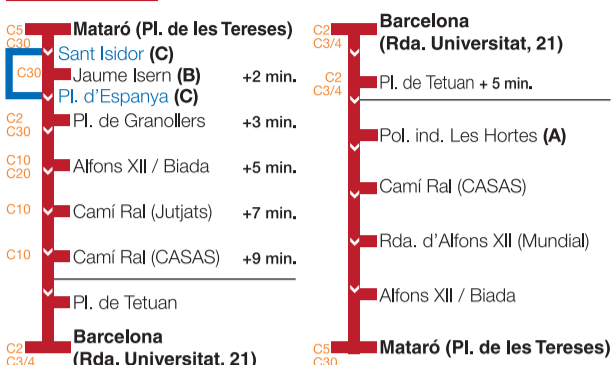 C5
C30
Mataró (Pl. de les Tereses)
Sant Isidor (C)
C30
Jaume Isern (B) +2 min.
Pl. d'Espanya (C)
C2
C30
Pl. de Granollers +3 min.
C10
C20
Alfons XII / Biada +5 min.
C10
Camí Ral (Jutjats) +7 min.
C10
Camí Ral (CASAS) +9 min.
Pl. de Tetuan
C2
C3/4
Barcelona
(Rda. Universitat, 21)
C2
C3/4
Barcelona
(Rda. Universitat, 21)
C2
C3/4
Pl. de Tetuan + 5 min.
Pol. ind. Les Hortes (A)
Camí Ral (CASAS)
Rda. d'Alfons XII (Mundial)
Alfons XII / Biada
C5
C30
Mataró (Pl. de les Tereses)